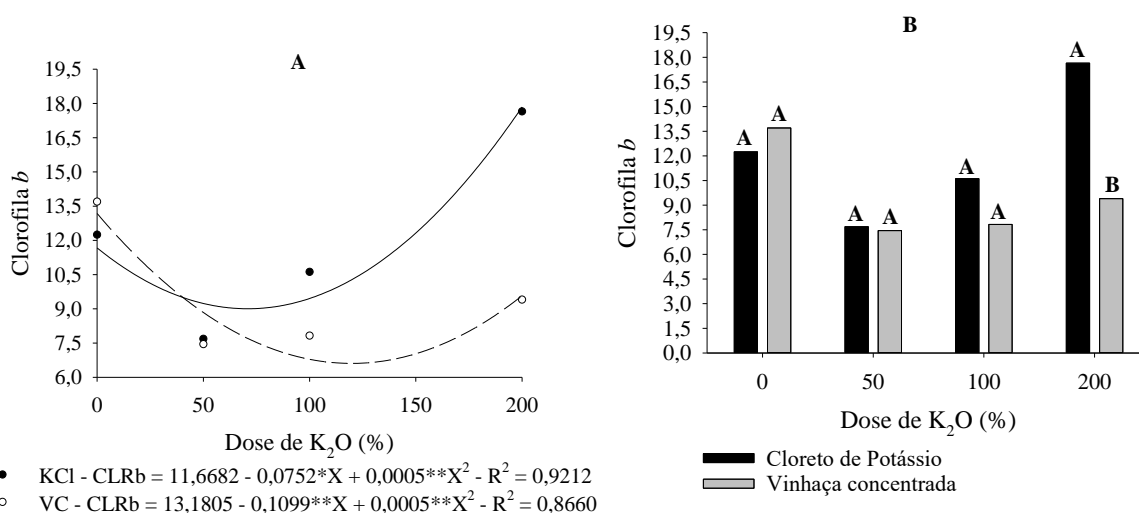 A
19,5
18,0
16,5
15,0
13,5
12,0
10,5
9,0
7,5
6,0
Clorofila b
0 50 100 150 200
Dose de K2O (%)
KCl - CLRb = 11,6682 - 0,0752*X + 0,0005**X² - R² = 0,9212
VC - CLRb = 13,1805 - 0,1099**X + 0,0005**X² - R² = 0,8660
B
19,5
18,0
16,5
15,0
13,5
12,0
10,5
9,0
7,5
6,0
4,5
3,0
1,5
0,0
Clorofila b
A A A A A A A B
0 50 100 200
Dose de K2O (%)
Cloreto de Potássio
Vinhaça concentrada